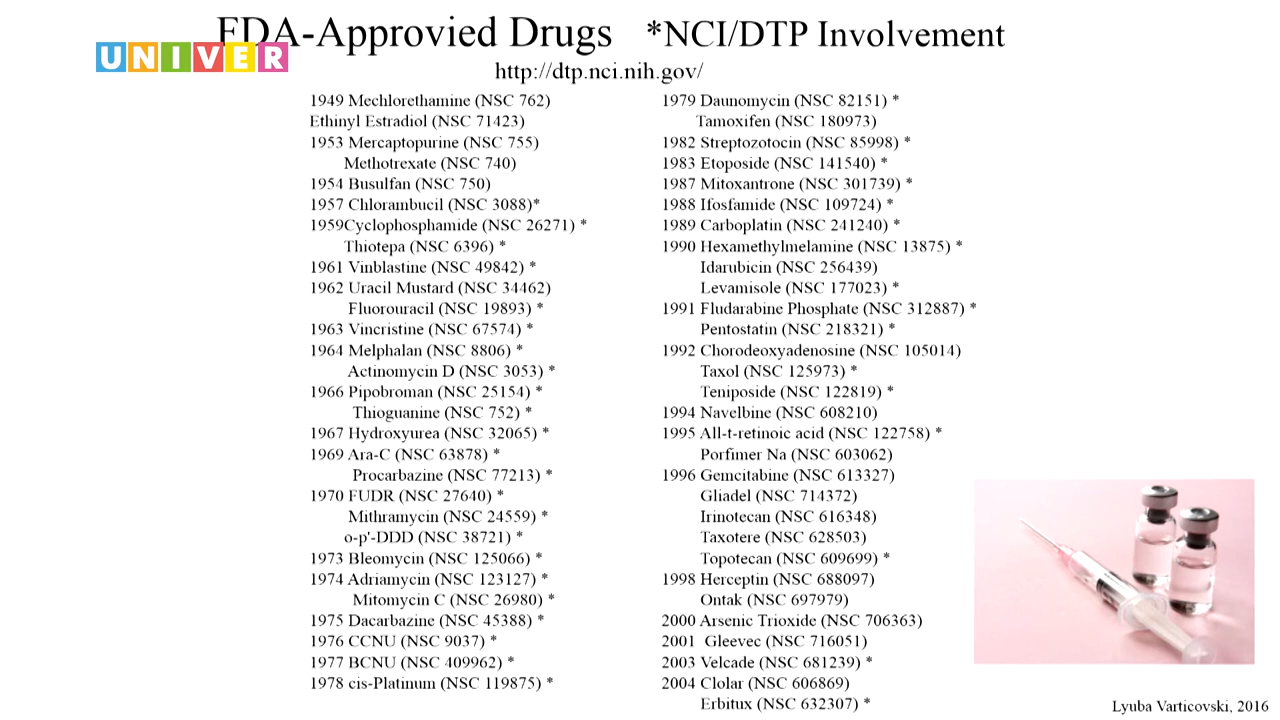 FDA-Approvied Drugs *NCI/DTP Involvement
UNIVER
http://dtp.nci.nih.gov/
1949 Mechlorethamine (NSC 762)
Ethinyl Estradiol (NSC 71423)
1953 Mercaptopurine (NSC 755)
Methotrexate (NSC 740)
1954 Busulfan (NSC 750)
1957 Chlorambucil (NSC 3088)*
1959Cyclophosphamide (NSC 26271) *
Thiotepa (NSC 6396) *
1961 Vinblastine (NSC 49842) *
1962 Uracil Mustard (NSC 34462)
Fluorouracil (NSC 19893) *
1963 Vincristine (NSC 67574) *
1964 Melphalan (NSC 8806) *
Actinomycin D (NSC 3053) *
1966 Pipobroman (NSC 25154) *
Thioguanine (NSC 752) *
1967 Hydroxyurea (NSC 32065) *
1969 Ara-C (NSC 63878) *
Procarbazine (NSC 77213) *
1970 FUDR (NSC 27640) *
Mithramycin (NSC 24559) *
o-p'-DDD (NSC 38721) *
1973 Bleomycin (NSC 125066) *
1974 Adriamycin (NSC 123127) *
Mitomycin C (NSC 26980) *
1975 Dacarbazine (NSC 45388) *
1976 CCNU (NSC 9037) *
1977 BCNU (NSC 409962) *
1978 cis-Platinum (NSC 119875) *
1979 Daunomycin (NSC 82151) *
Tamoxifen (NSC 180973)
1982 Streptozotocin (NSC 85998) *
1983 Etoposide (NSC 141540) *
1987 Mitoxantrone (NSC 301739) *
1988 Ifosfamide (NSC 109724) *
1989 Carboplatin (NSC 241240) *
1990 Hexamethylmelamine (NSC 13875) *
Idarubicin (NSC 256439)
Levamisole (NSC 177023) *
1991 Fludarabine Phosphate (NSC 312887) *
Pentostatin (NSC 218321) *
1992 Chorodeoxyadenosine (NSC 105014)
Taxol (NSC 125973) *
Teniposide (NSC 122819) *
1994 Navelbine (NSC 608210)
1995 All-t-retinoic acid (NSC 122758) *
Porfimer Na (NSC 603062)
1996 Gemcitabine (NSC 613327)
Gliadel (NSC 714372)
Irinotecan (NSC 616348)
Taxotere (NSC 628503)
Topotecan (NSC 609699) *
1998 Herceptin (NSC 688097)
Ontak (NSC 697979)
2000 Arsenic Trioxide (NSC 706363)
2001 Gleevec (NSC 716051)
2003 Velcade (NSC 681239) *
2004 Clolar (NSC 606869)
Erbitux (NSC 632307) *
Lyuba Varticovski, 2016